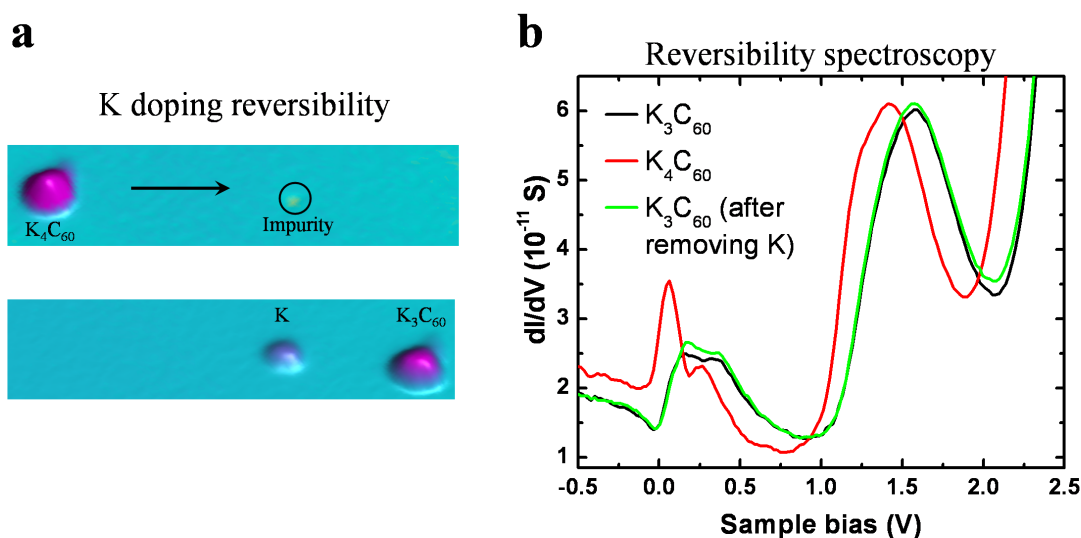 a
K doping reversibility
K₄C₆₀
Impurity
K
K₃C₆₀
b
Reversibility spectroscopy
K₃C₆₀
K₄C₆₀
K₃C₆₀ (after
removing K)
dI/dV (10⁻¹¹ S)
6
5
4
3
2
1
-0.5 0.0 0.5 1.0 1.5 2.0 2.5
Sample bias (V)